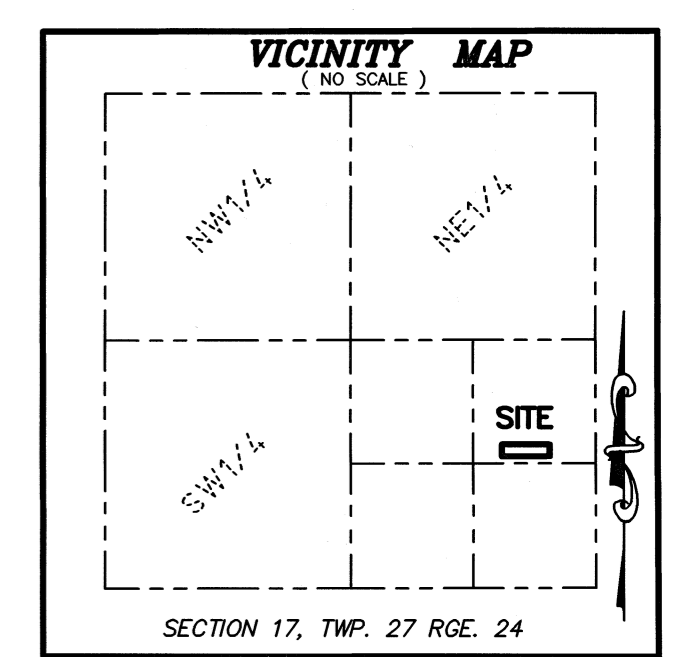 VICINITY MAP
( NO SCALE )
NW1/4
NE1/4
SITE
SW1/4
SECTION 17, TWP. 27 RGE. 24